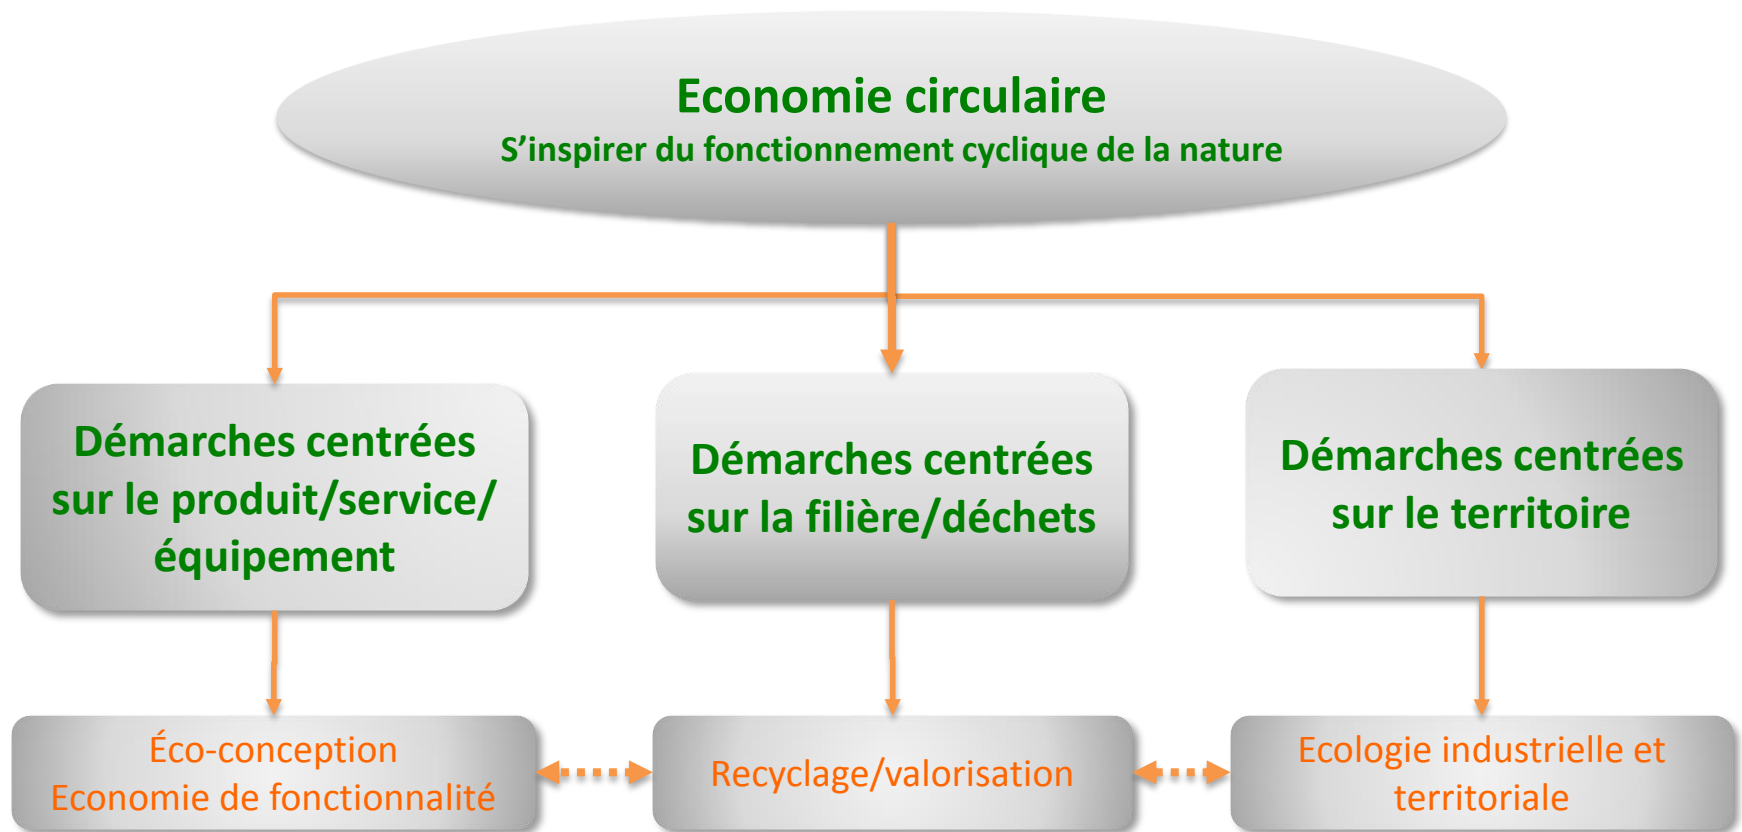 Economie circulaire
S’inspirer du fonctionnement cyclique de la nature
Démarches centrées
sur le produit/service/
équipement
Démarches centrées
sur la filière/déchets
Démarches centrées
sur le territoire
Éco-conception
Economie de fonctionnalité
Recyclage/valorisation
Ecologie industrielle et
territoriale